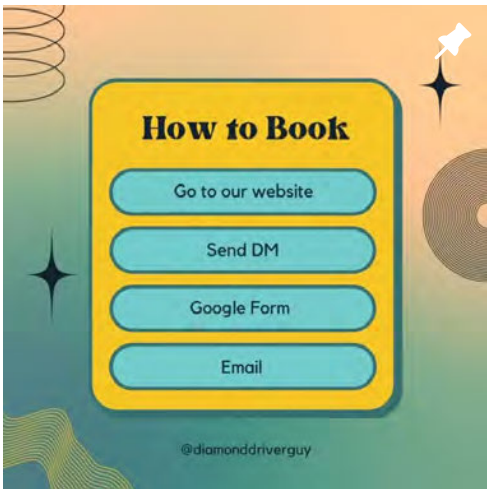 How to Book
Go to our website
Send DM
Google Form
Email
@diamonddriverguy